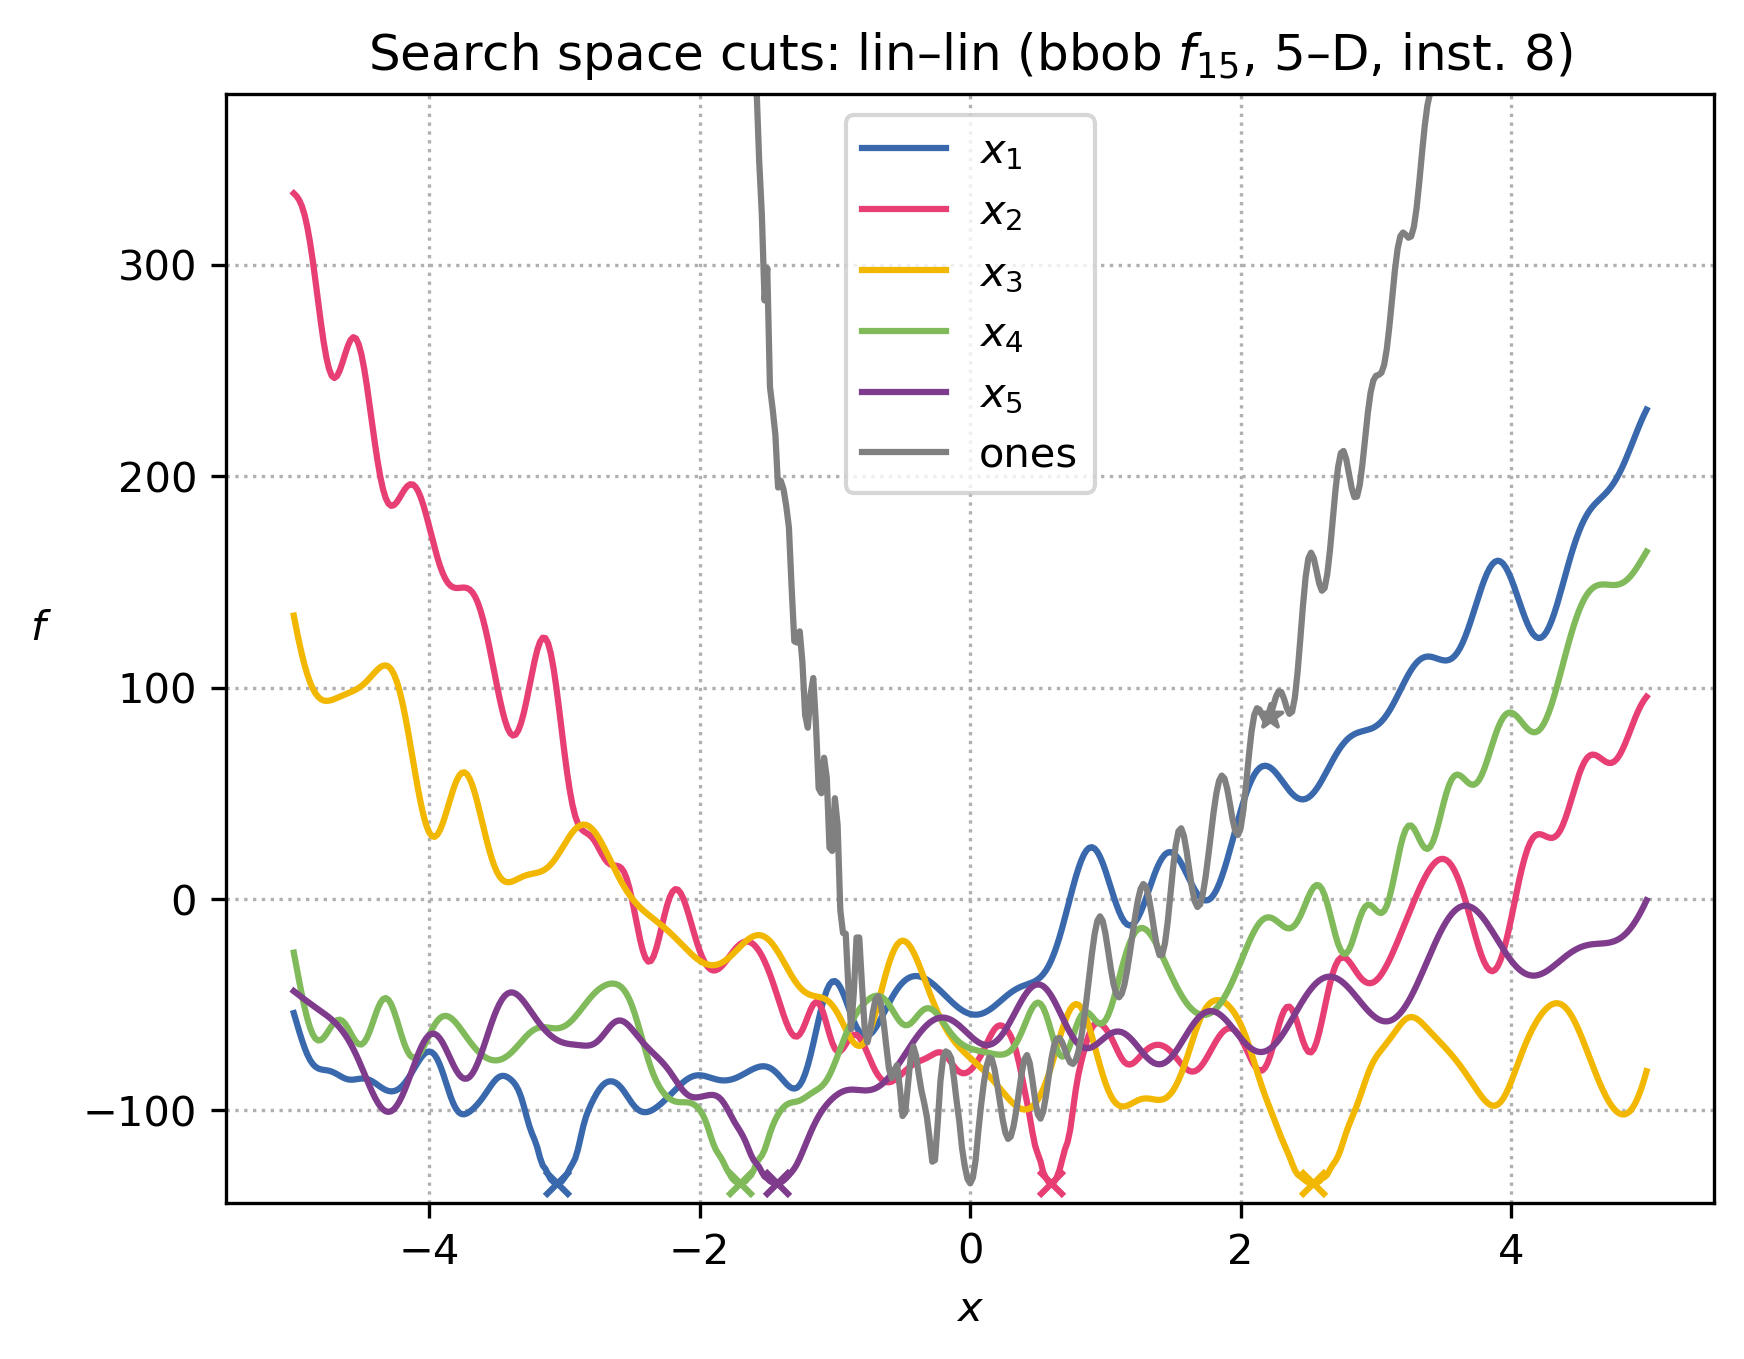 Search space cuts: lin–lin (bbob f₁₅, 5–D, inst. 8)
x₁
x₂
x₃
x₄
x₅
ones
300
200
100
0
−100
f
−4 −2 0 2 4
x